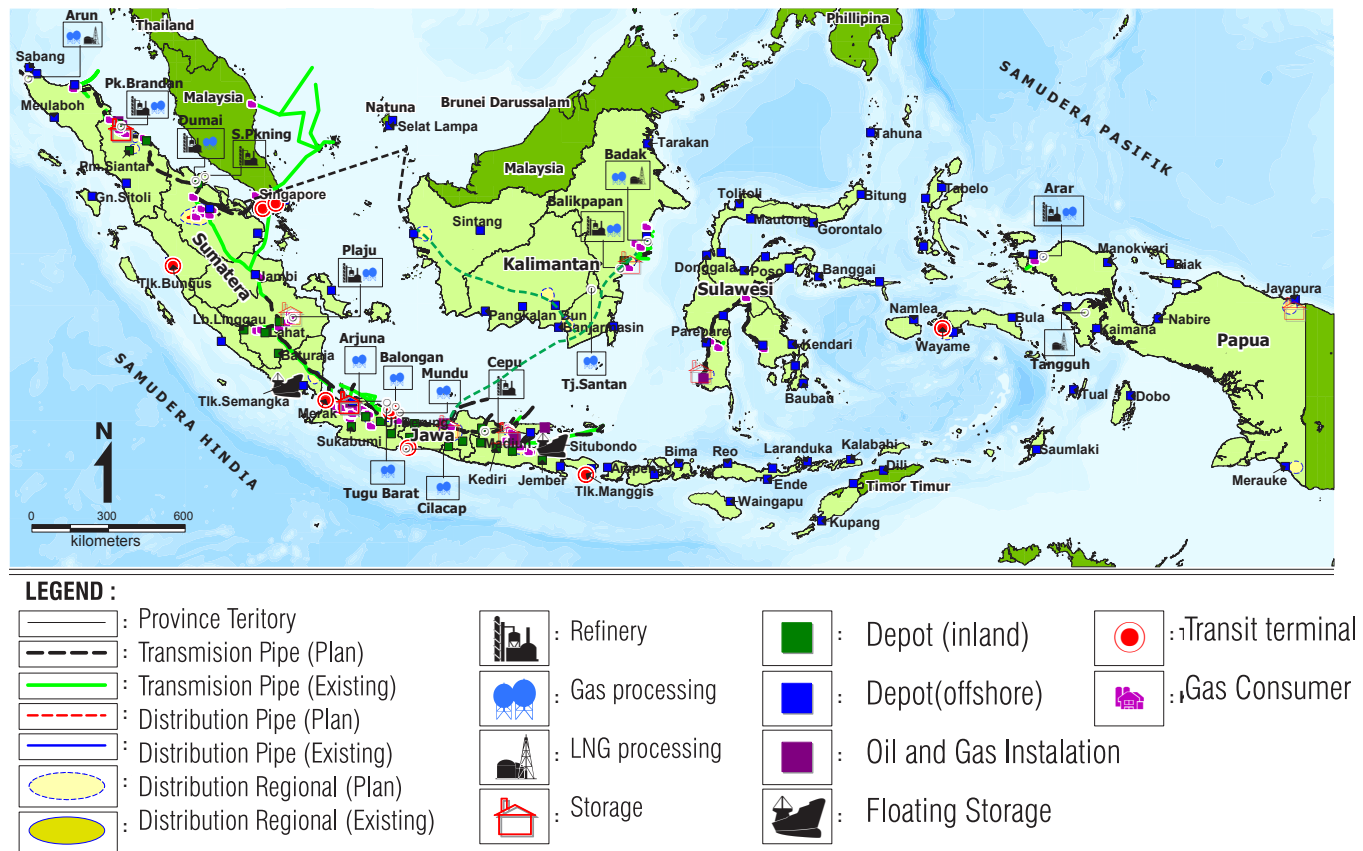 Arun
Thailand
Phillipina
Sabang
Pk.Brandan
Meulaboh
Malaysia
Dumai
S.Pkning
Natuna
Selat Lampa
Brunei Darussalam
SAMUDERA PASIFIK
Tahuna
Tarakan
Pm.Siantar
Gn.Sitoli
Singapore
Malaysia
Badak
Tolitoli
Bitung
Tabelo
Arar
Sintang
Balikpapan
Mautong
Gorontalo
Sumatera
Plaju
Kalimantan
Donggala
Poso
Banggai
Manokwari
Biak
Tlk.Bungus
Jambi
Sulawesi
Jayapura
Lb.Linggau
Lahat
Pangkalan Bun
Banjarmasin
Parepare
Namlea
Bula
Kaimana
Nabire
Baturaja
Arjuna
Balongan
Mundu
Cepu
Tj.Santan
Kendari
Wayame
Tangguh
Papua
SAMUDERA HINDIA
Tlk.Semangka
Merak
Baubau
Tual
Dobo
Sukabumi
Jawa
Madiun
Situbondo
Saumlaki
N
Tugu Barat
Cilacap
Kediri
Jember
Tlk.Manggis
Ampenan
Bima
Reo
Laranduka
Kalabahi
Ende
Dili
Timor Timur
Merauke
Waingapu
Kupang
0 300 600
kilometers
LEGEND :
: Province Teritory
: Transmision Pipe (Plan)
: Transmision Pipe (Existing)
: Distribution Pipe (Plan)
: Distribution Pipe (Existing)
: Distribution Regional (Plan)
: Distribution Regional (Existing)
: Refinery
: Gas processing
: LNG processing
: Storage
: Depot (inland)
: Depot(offshore)
: Oil and Gas Instalation
: Floating Storage
: Transit terminal
: Gas Consumer